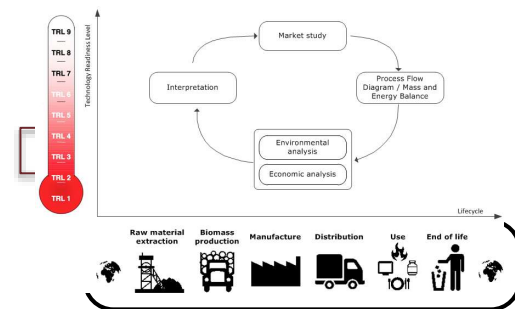 TRL 9
TRL 8
TRL 7
TRL 6
TRL 5
TRL 4
TRL 3
TRL 2
TRL 1
Technology Readiness Level
Market study
Interpretation
Process Flow
Diagram / Mass and
Energy Balance
Environmental
analysis
Economic analysis
Lifecycle
Raw material
extraction
Biomass
production
Manufacture
Distribution
Use
End of life